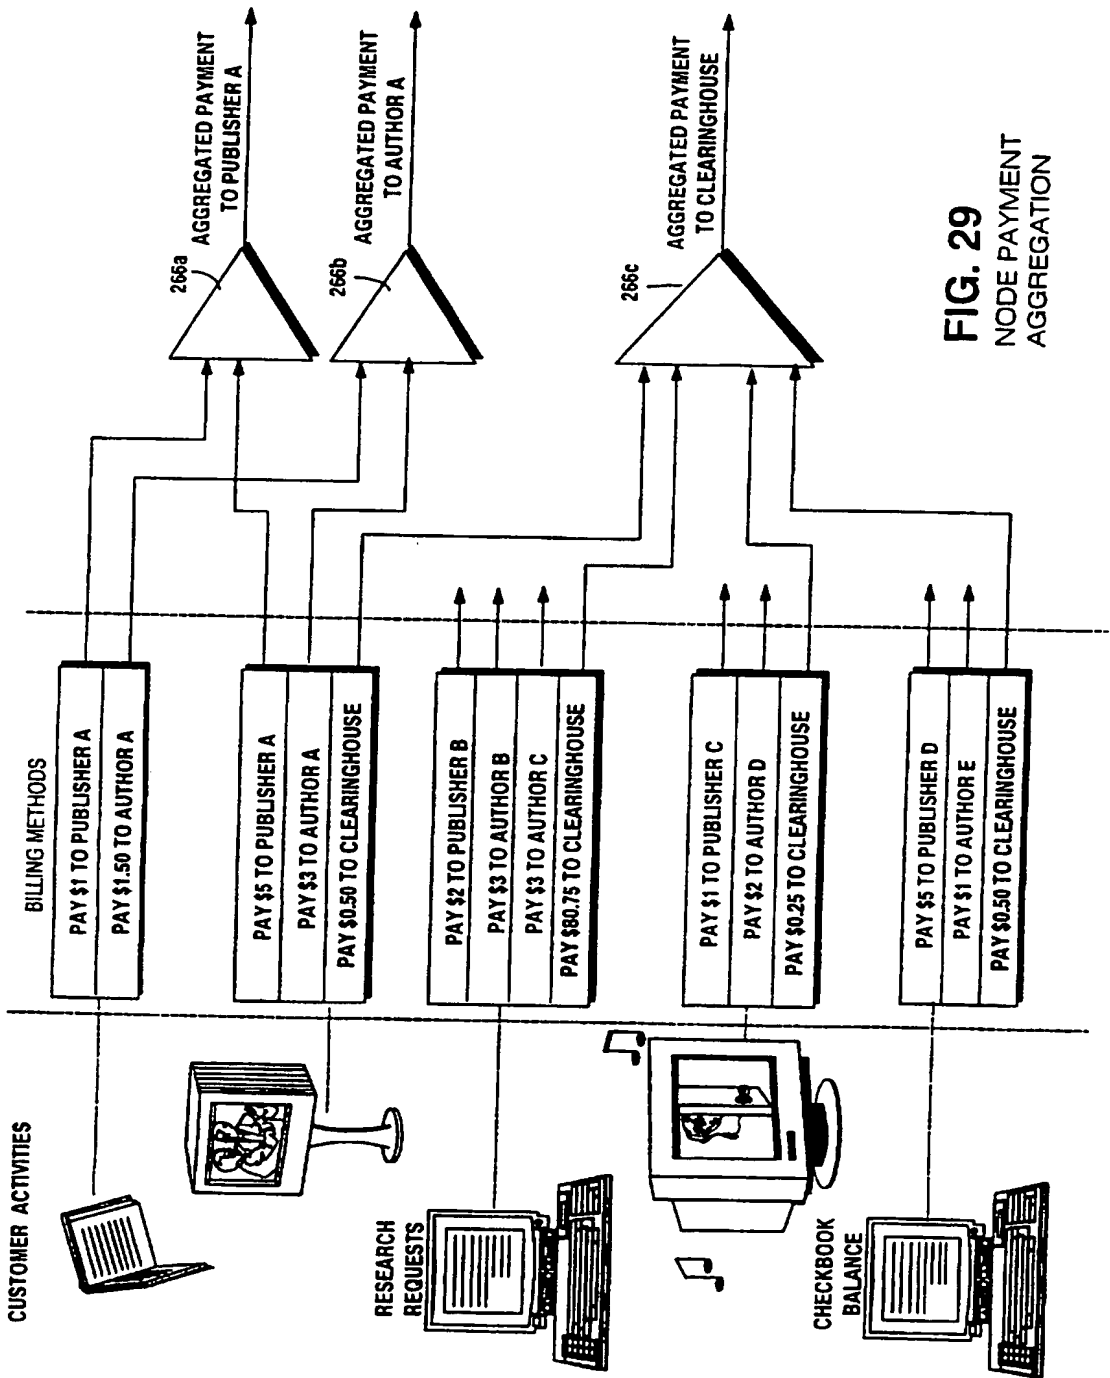 CUSTOMER ACTIVITIES
BILLING METHODS
PAY $1 TO PUBLISHER A
PAY $1.50 TO AUTHOR A
PAY $5 TO PUBLISHER A
PAY $3 TO AUTHOR A
PAY $0.50 TO CLEARINGHOUSE
RESEARCH
REQUESTS
PAY $2 TO PUBLISHER B
PAY $3 TO AUTHOR B
PAY $3 TO AUTHOR C
PAY $80.75 TO CLEARINGHOUSE
PAY $1 TO PUBLISHER C
PAY $2 TO AUTHOR D
PAY $0.25 TO CLEARINGHOUSE
CHECKBOOK
BALANCE
PAY $5 TO PUBLISHER D
PAY $1 TO AUTHOR E
PAY $0.50 TO CLEARINGHOUSE
266a
AGGREGATED PAYMENT
TO PUBLISHER A
266b
AGGREGATED PAYMENT
TO AUTHOR A
266c
AGGREGATED PAYMENT
TO CLEARINGHOUSE
FIG. 29
NODE PAYMENT
AGGREGATION